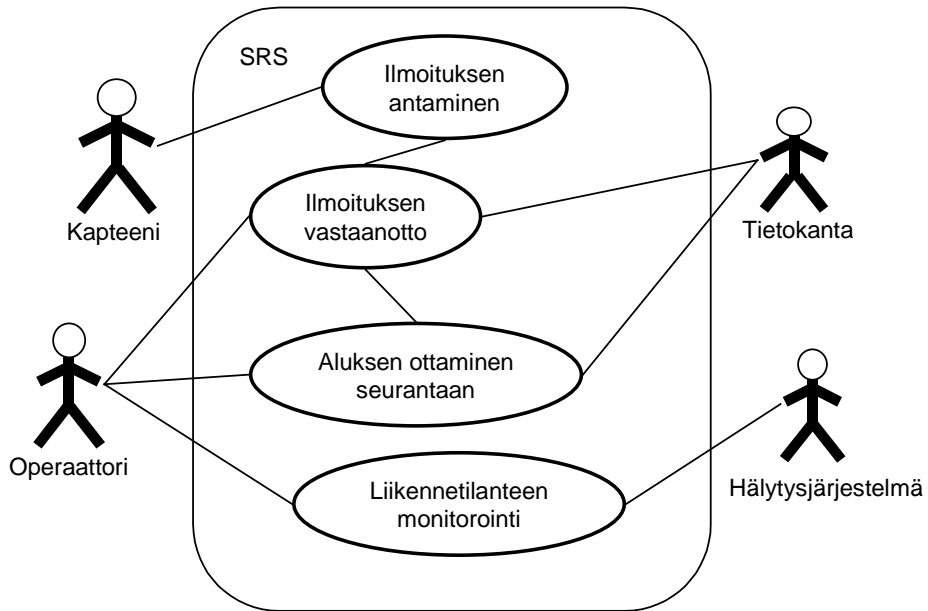 SRS
Ilmoituksen
antaminen
Kapteeni
Ilmoituksen
vastaanotto
Tietokanta
Aluksen ottaminen
seurantaan
Operaattori
Hälytysjärjestelmä
Liikennetilanteen
monitorointi